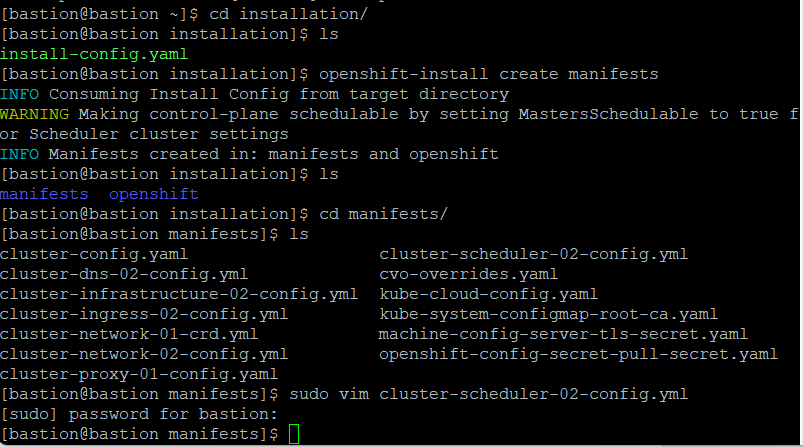 [bastion@bastion ~]$ cd installation/
[bastion@bastion installation]$ ls
install-config.yaml
[bastion@bastion installation]$ openshift-install create manifests
INFO Consuming Install Config from target directory
WARNING Making control-plane schedulable by setting MastersSchedulable to true f
or Scheduler cluster settings
INFO Manifests created in: manifests and openshift
[bastion@bastion installation]$ ls
manifests  openshift
[bastion@bastion installation]$ cd manifests/
[bastion@bastion manifests]$ ls
cluster-config.yaml                   cluster-scheduler-02-config.yml
cluster-dns-02-config.yml             cvo-overrides.yaml
cluster-infrastructure-02-config.yml  kube-cloud-config.yaml
cluster-ingress-02-config.yml         kube-system-configmap-root-ca.yaml
cluster-network-01-crd.yml            machine-config-server-tls-secret.yaml
cluster-network-02-config.yml         openshift-config-secret-pull-secret.yaml
cluster-proxy-01-config.yaml
[bastion@bastion manifests]$ sudo vim cluster-scheduler-02-config.yml
[sudo] password for bastion:
[bastion@bastion manifests]$